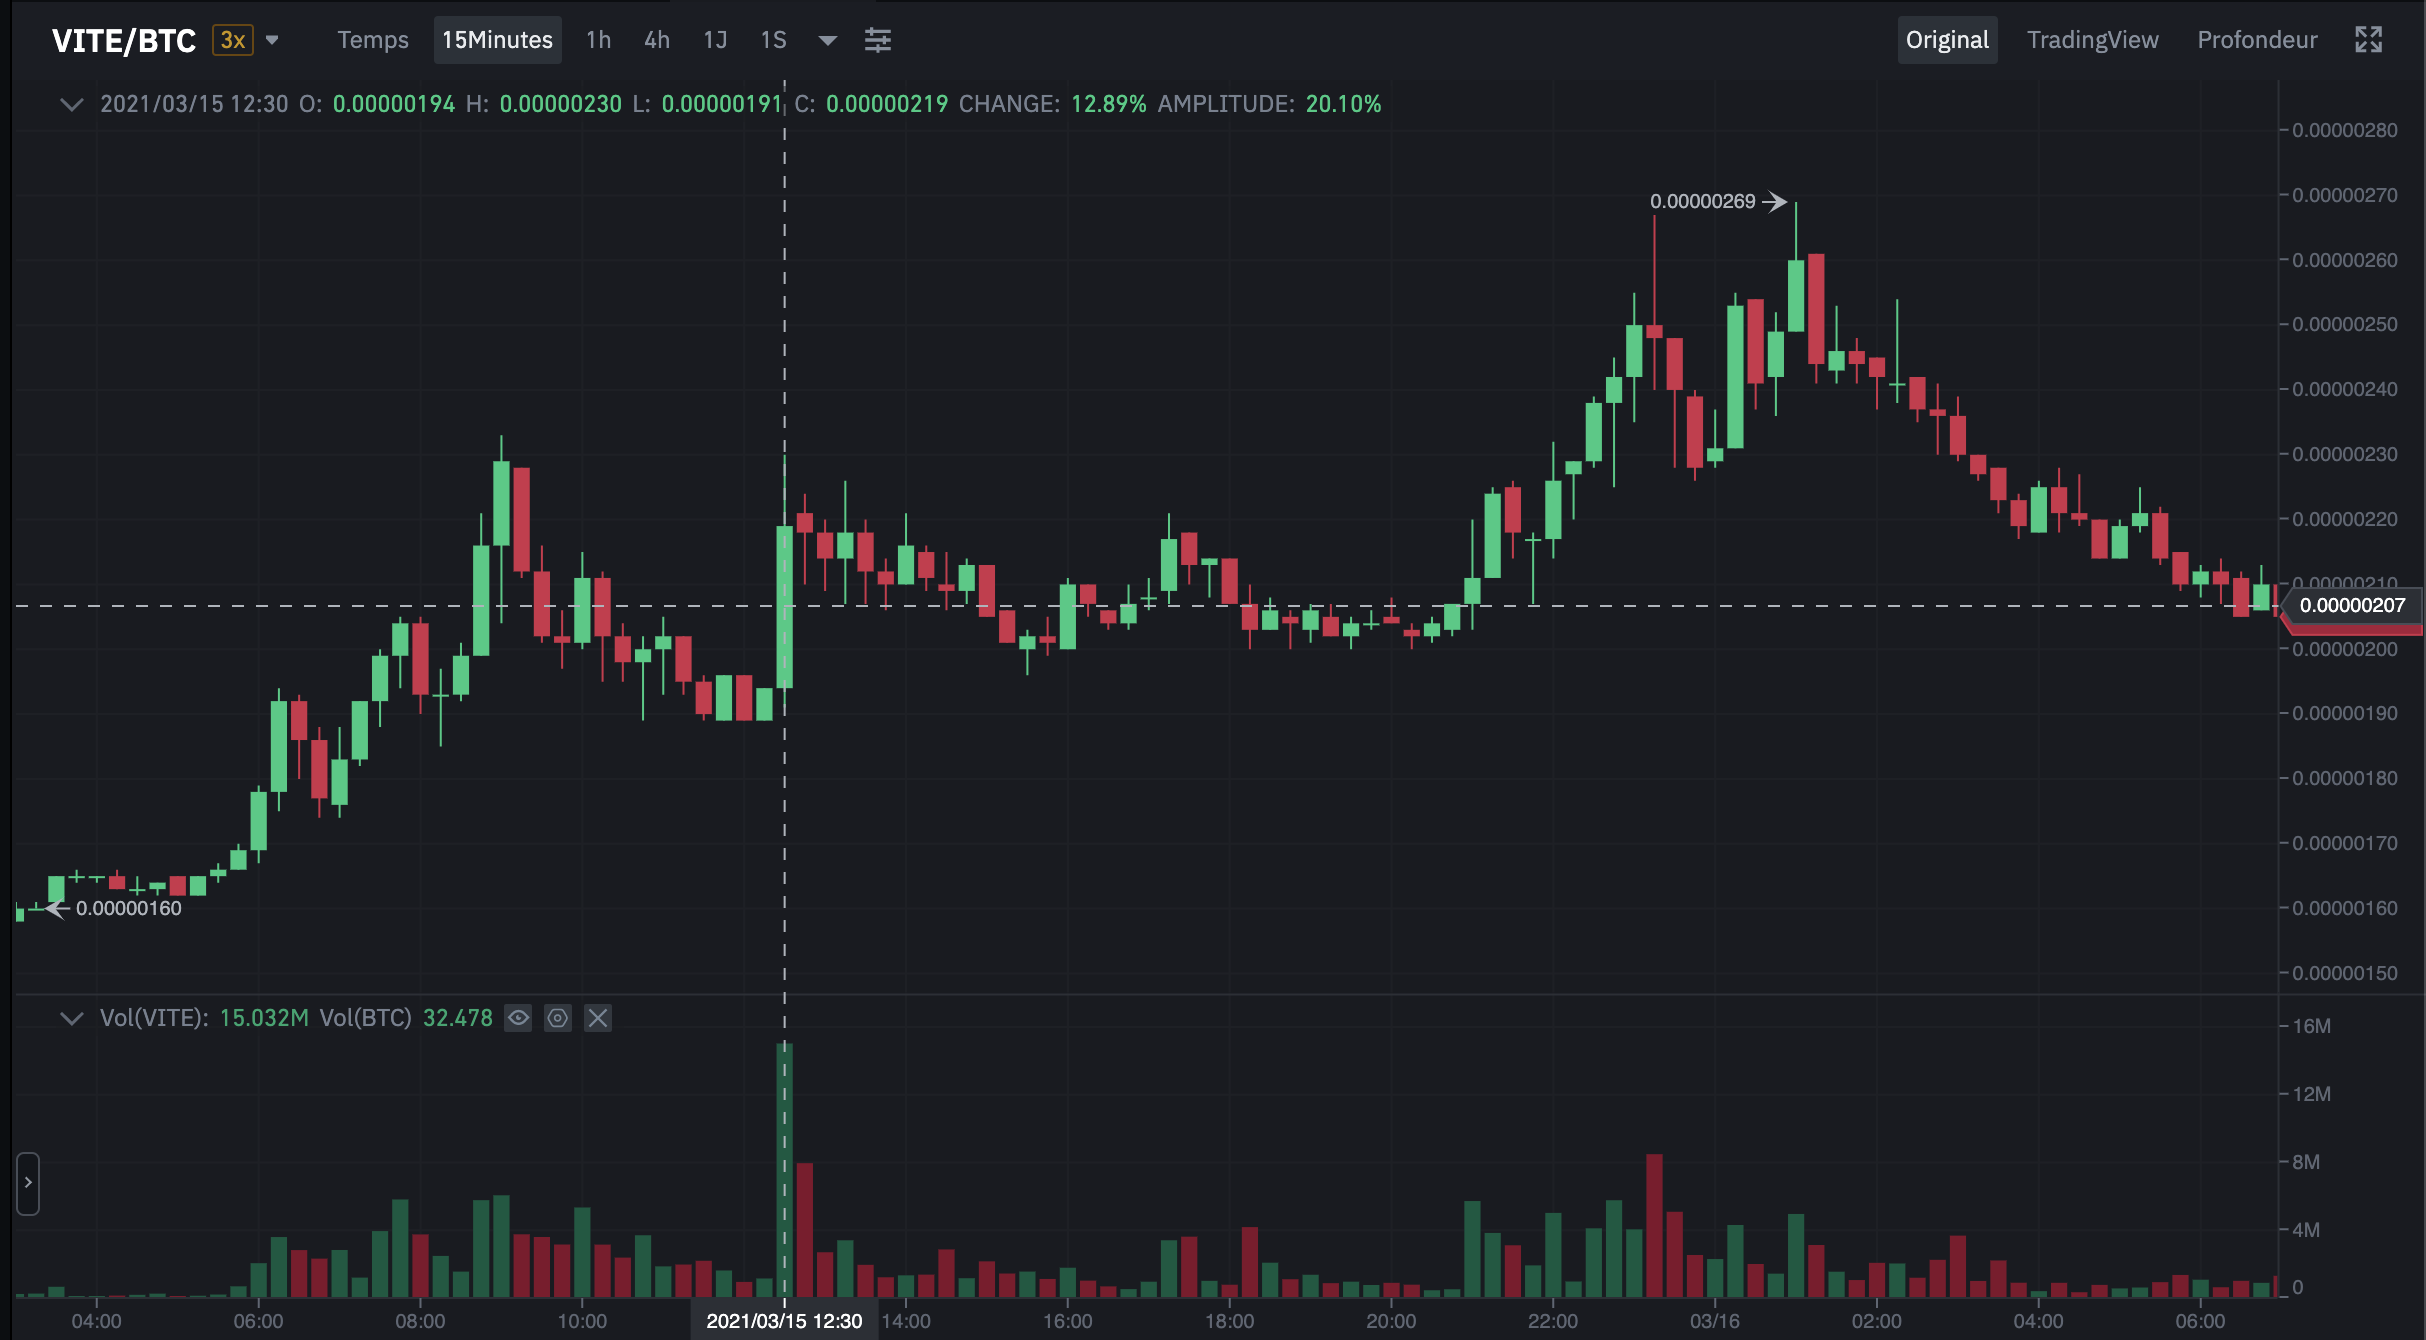 VITE/BTC 3x Temps 15Minutes 1h 4h 1J 1S Original TradingView Profondeur
2021/03/15 12:30 O: 0.00000194 H: 0.00000230 L: 0.00000191 C: 0.00000219 CHANGE: 12.89% AMPLITUDE: 20.10%
0.00000280
0.00000270
0.00000269
0.00000260
0.00000250
0.00000240
0.00000230
0.00000220
0.00000210
0.00000207
0.00000200
0.00000190
0.00000180
0.00000170
0.00000160
0.00000160
0.00000150
Vol(VITE): 15.032M Vol(BTC) 32.478
16M
12M
8M
4M
0
04:00 06:00 08:00 10:00 2021/03/15 12:30 14:00 16:00 18:00 20:00 22:00 03/16 02:00 04:00 06:00